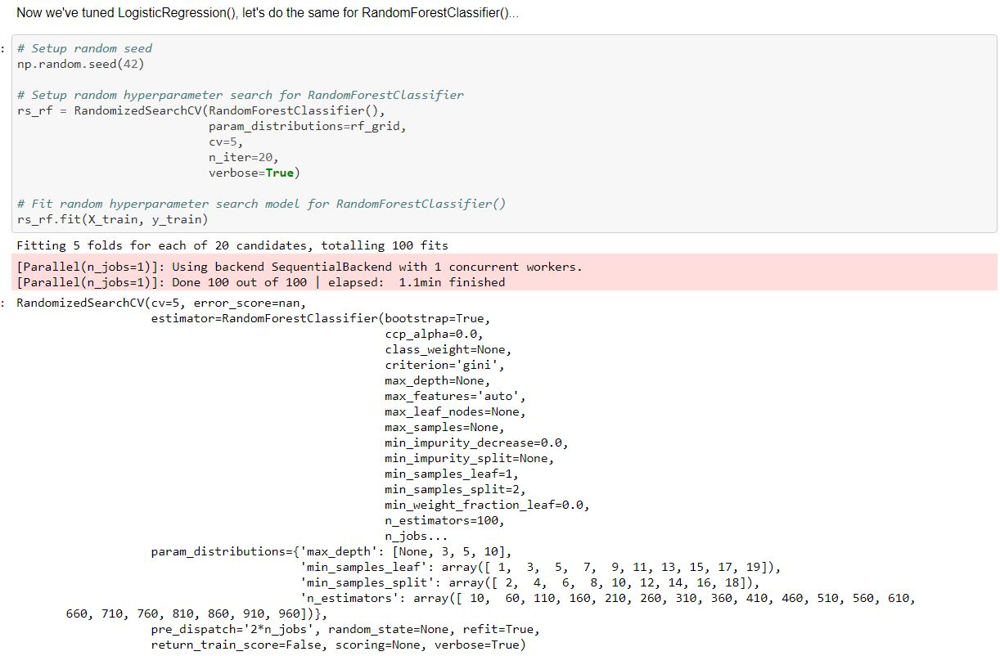 Now we've tuned LogisticRegression(), let's do the same for RandomForestClassifier()...
:
# Setup random seed
np.random.seed(42)
# Setup random hyperparameter search for RandomForestClassifier
rs_rf = RandomizedSearchCV(RandomForestClassifier(),
param_distributions=rf_grid,
cv=5,
n_iter=20,
verbose=True)
# Fit random hyperparameter search model for RandomForestClassifier()
rs_rf.fit(X_train, y_train)
Fitting 5 folds for each of 20 candidates, totalling 100 fits
[Parallel(n_jobs=1)]: Using backend SequentialBackend with 1 concurrent workers.
[Parallel(n_jobs=1)]: Done 100 out of 100 | elapsed:  1.1min finished
:
RandomizedSearchCV(cv=5, error_score=nan,
estimator=RandomForestClassifier(bootstrap=True,
ccp_alpha=0.0,
class_weight=None,
criterion='gini',
max_depth=None,
max_features='auto',
max_leaf_nodes=None,
max_samples=None,
min_impurity_decrease=0.0,
min_impurity_split=None,
min_samples_leaf=1,
min_samples_split=2,
min_weight_fraction_leaf=0.0,
n_estimators=100,
n_jobs...
param_distributions={'max_depth': [None, 3, 5, 10],
'min_samples_leaf': array([ 1,  3,  5,  7,  9, 11, 13, 15, 17, 19]),
'min_samples_split': array([ 2,  4,  6,  8, 10, 12, 14, 16, 18]),
'n_estimators': array([ 10,  60, 110, 160, 210, 260, 310, 360, 410, 460, 510, 560, 610,
660, 710, 760, 810, 860, 910, 960])},
pre_dispatch='2*n_jobs', random_state=None, refit=True,
return_train_score=False, scoring=None, verbose=True)